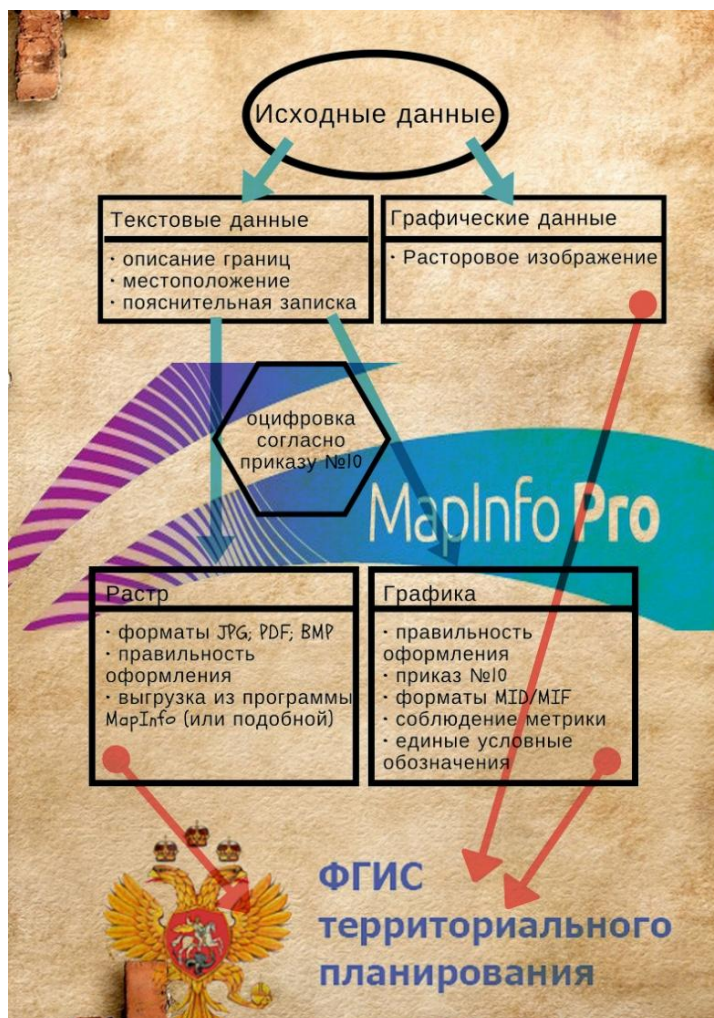 Исходные данные
Текстовые данные
· описание границ
· местоположение
· пояснительная записка
Графические данные
· Расторовое изображение
оцифровка
согласно
приказу №10
MapInfo Pro
Растр
· форматы JPG; PDF; BMP
· правильность
оформления
· выгрузка из программы
MapInfo (или подобной)
Графика
· правильность
оформления
· приказ №10
· форматы MID/MIF
· соблюдение метрики
· единые условные
обозначения
ФГИС
территориального
планирования